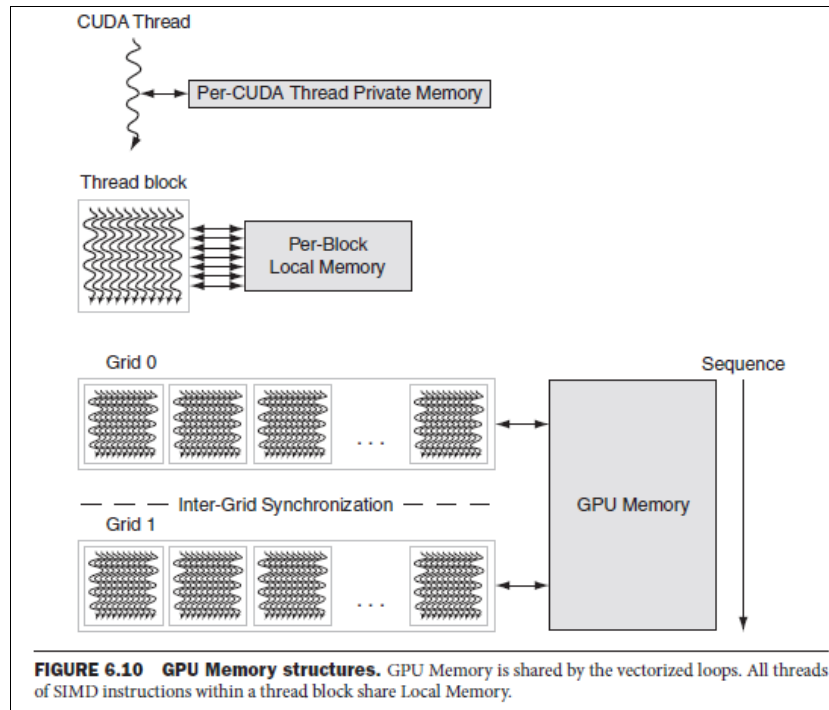 CUDA Thread
Per-CUDA Thread Private Memory
Thread block
Per-Block
Local Memory
Grid 0
Sequence
. . .
Inter-Grid Synchronization
GPU Memory
Grid 1
. . .
FIGURE 6.10 GPU Memory structures. GPU Memory is shared by the vectorized loops. All threads
of SIMD instructions within a thread block share Local Memory.